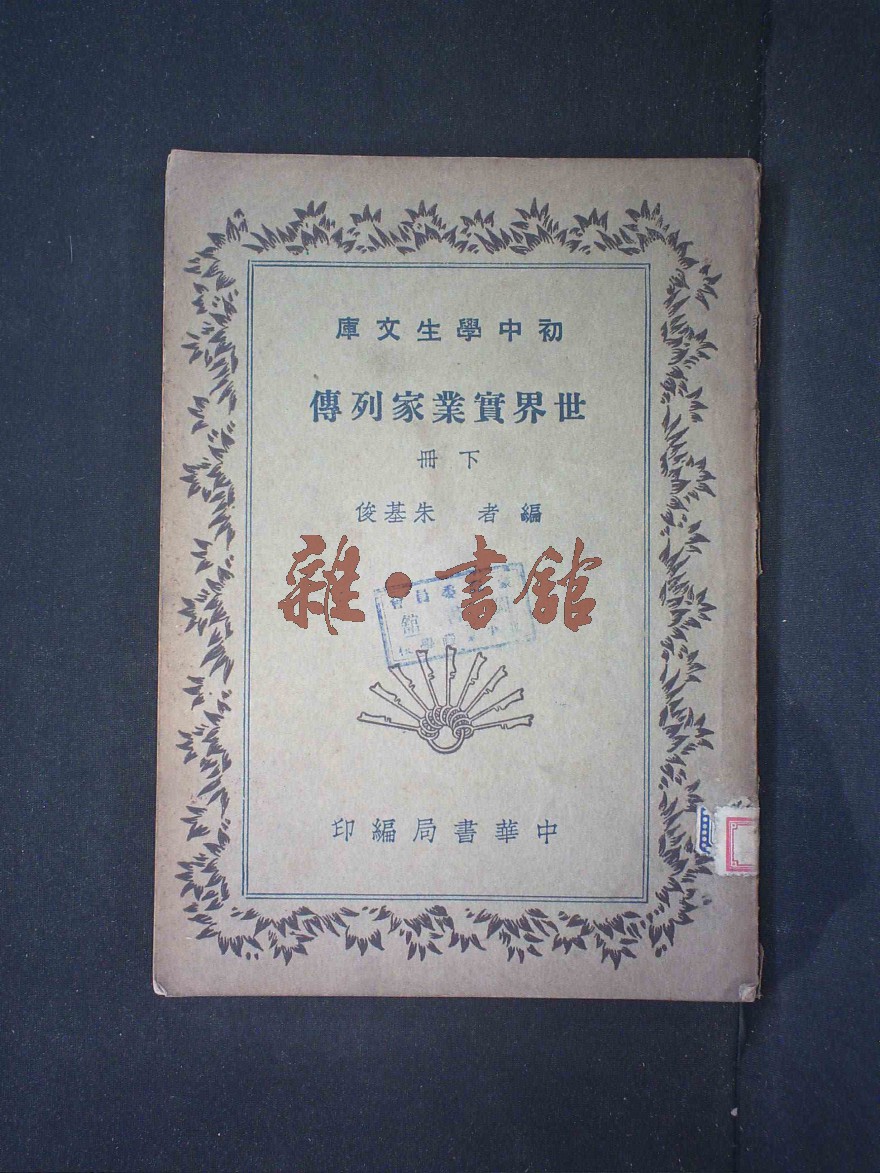 初中學生文庫
世界實業家列傳
下冊
編者 朱基俊
雜·書舘
中華書局編印